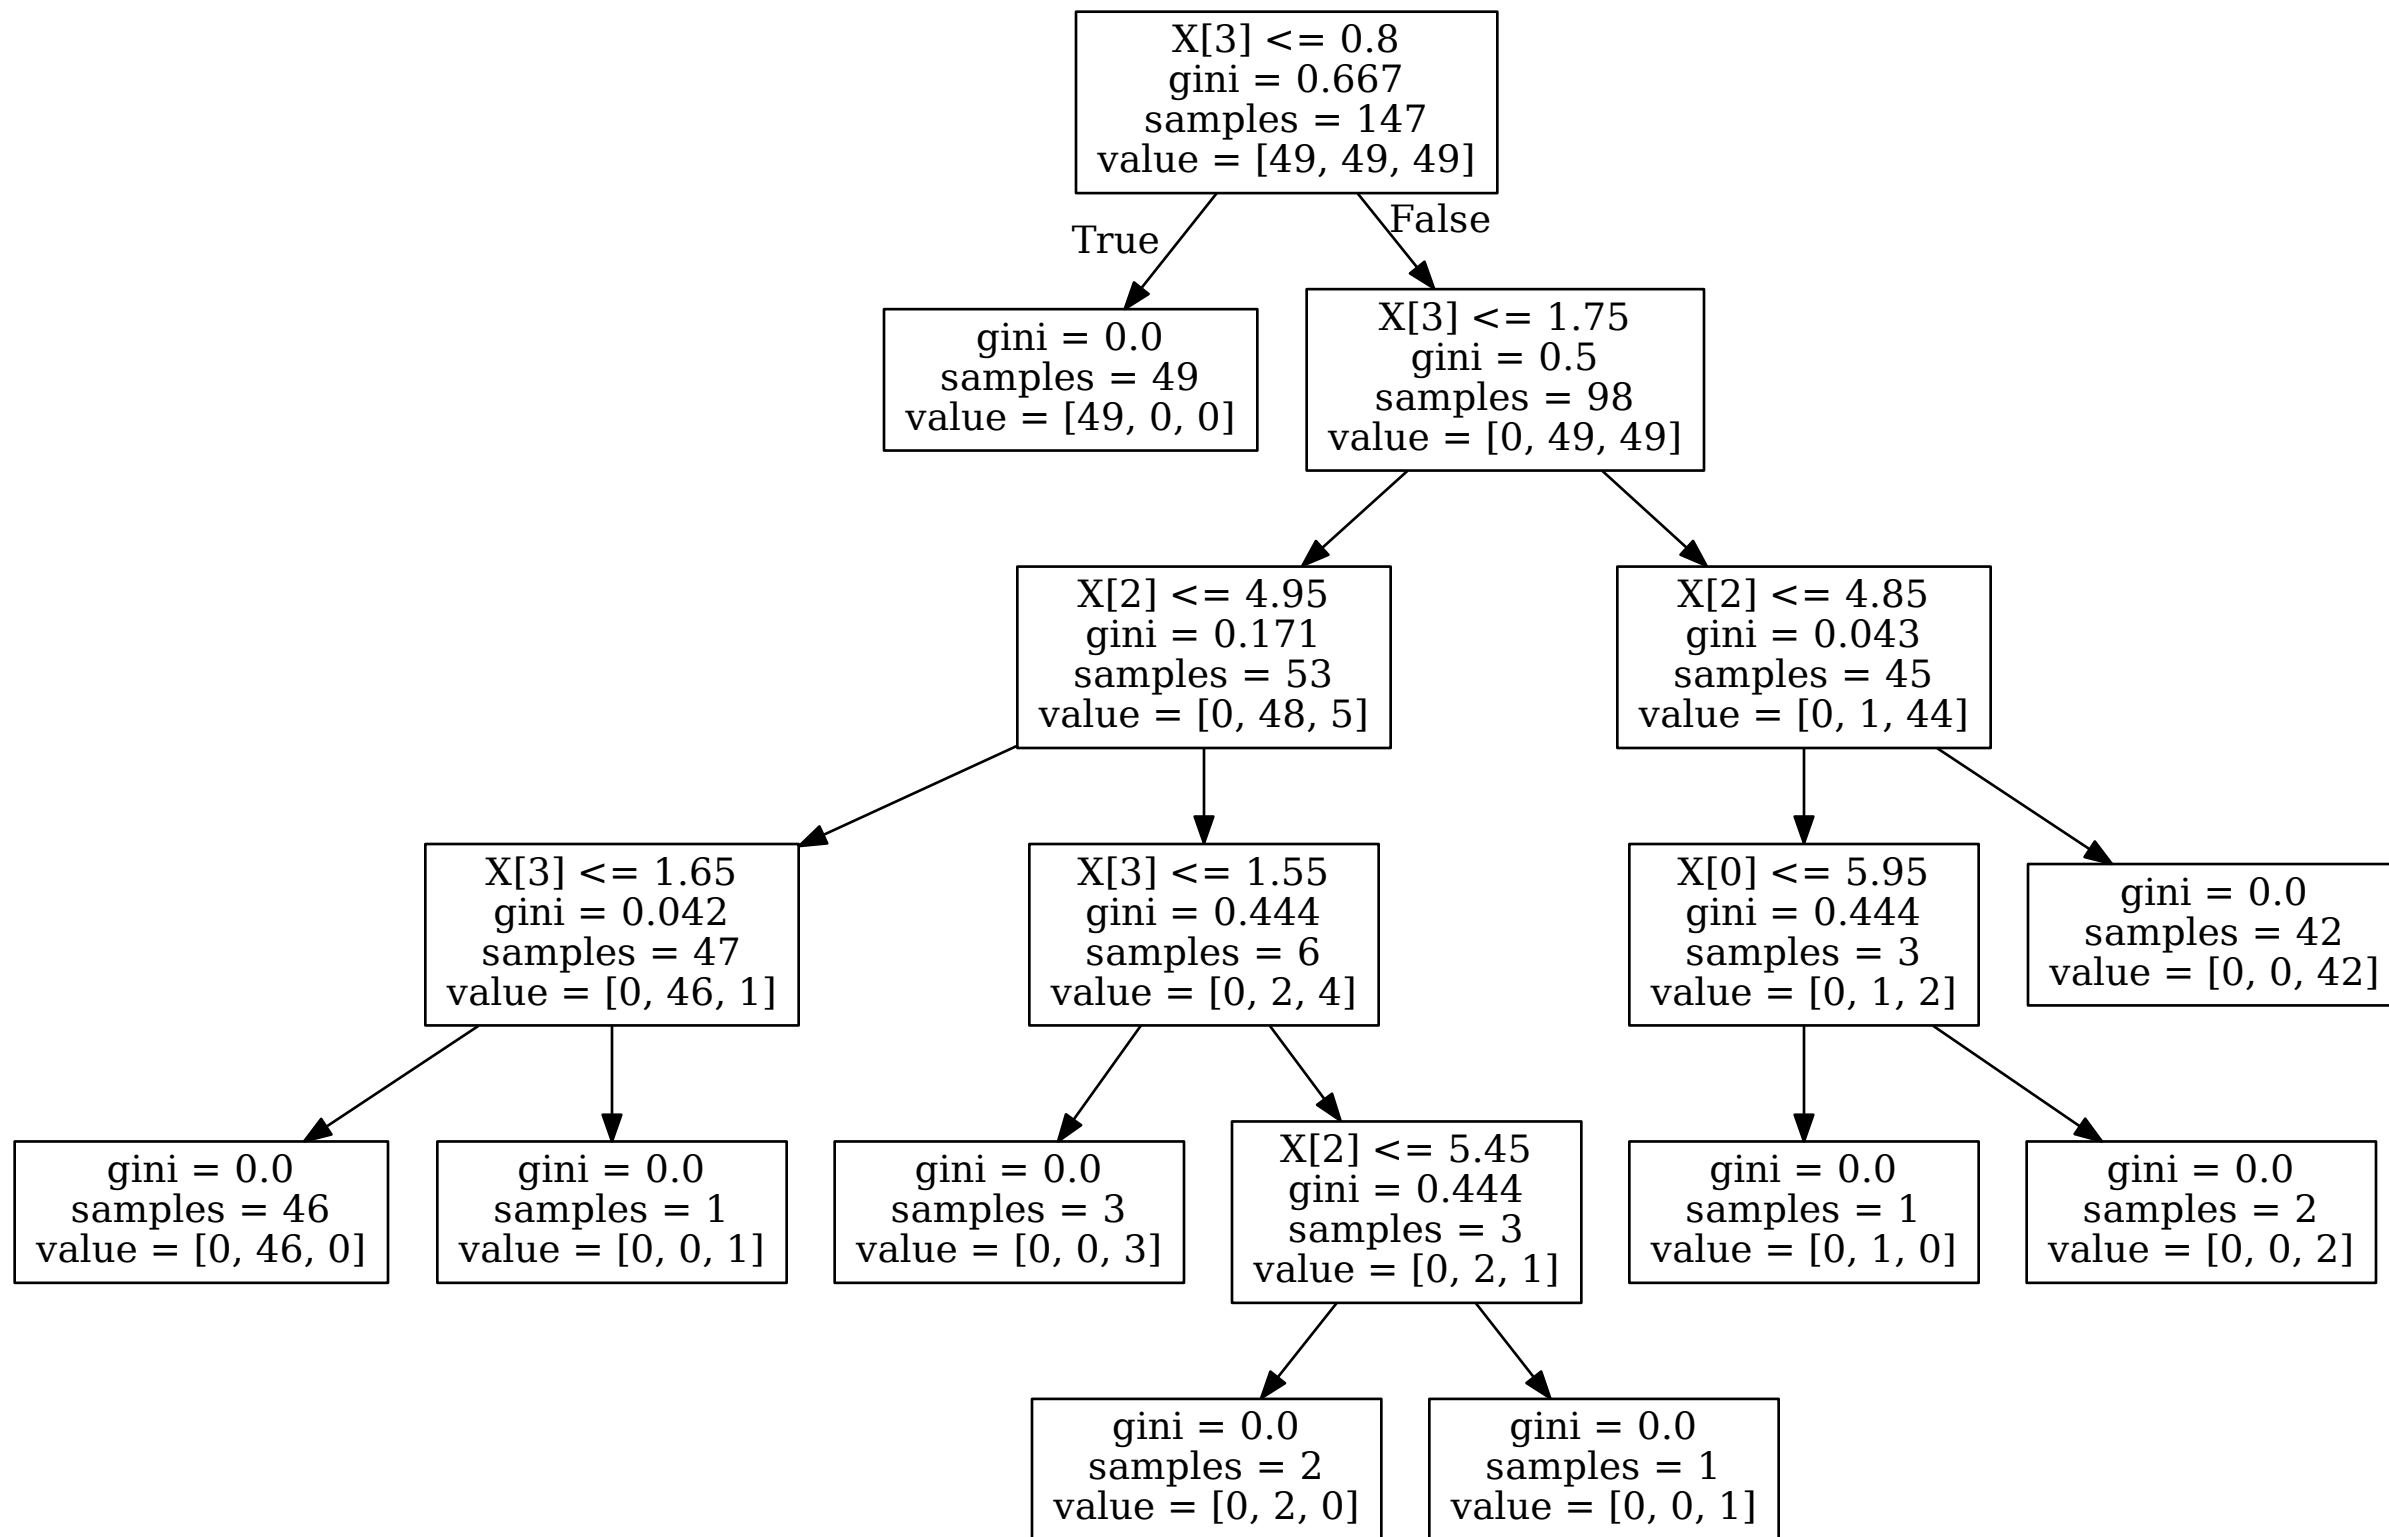 X[3] <= 0.8
gini = 0.667
samples = 147
value = [49, 49, 49]
True
False
gini = 0.0
samples = 49
value = [49, 0, 0]
X[3] <= 1.75
gini = 0.5
samples = 98
value = [0, 49, 49]
X[2] <= 4.95
gini = 0.171
samples = 53
value = [0, 48, 5]
X[2] <= 4.85
gini = 0.043
samples = 45
value = [0, 1, 44]
X[3] <= 1.65
gini = 0.042
samples = 47
value = [0, 46, 1]
X[3] <= 1.55
gini = 0.444
samples = 6
value = [0, 2, 4]
X[0] <= 5.95
gini = 0.444
samples = 3
value = [0, 1, 2]
gini = 0.0
samples = 42
value = [0, 0, 42]
gini = 0.0
samples = 46
value = [0, 46, 0]
gini = 0.0
samples = 1
value = [0, 0, 1]
gini = 0.0
samples = 3
value = [0, 0, 3]
X[2] <= 5.45
gini = 0.444
samples = 3
value = [0, 2, 1]
gini = 0.0
samples = 1
value = [0, 1, 0]
gini = 0.0
samples = 2
value = [0, 0, 2]
gini = 0.0
samples = 2
value = [0, 2, 0]
gini = 0.0
samples = 1
value = [0, 0, 1]